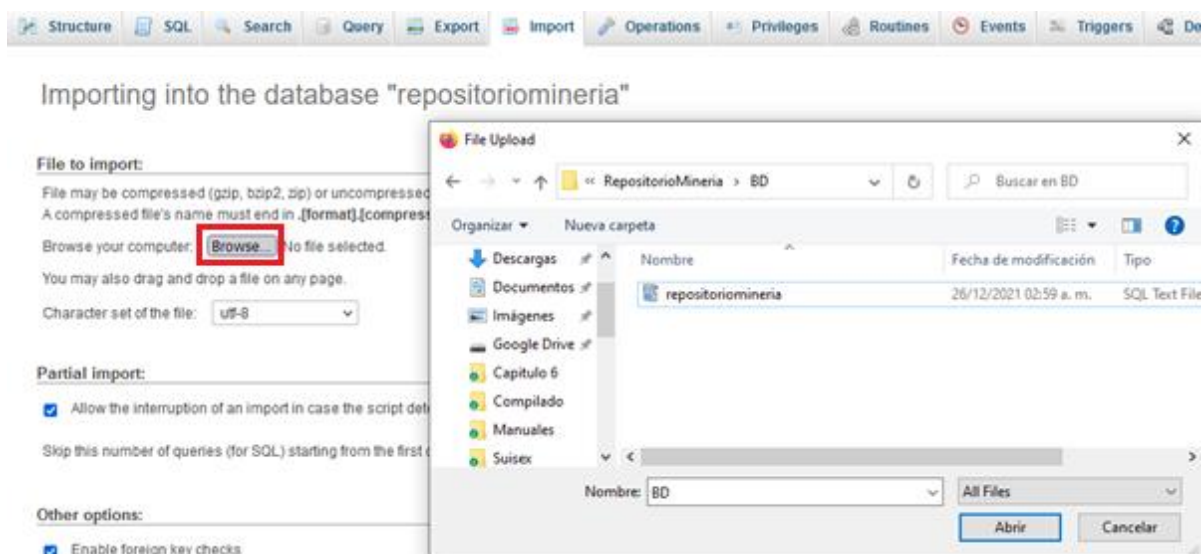 Structure SQL Search Query Export Import Operations Privileges Routines Events Triggers
Importing into the database "repositoriomineria"
File to import:
File may be compressed (gzip, bzip2, zip) or uncompressed
A compressed file's name must end in .[format].[compress
Browse your computer: Browse... No file selected.
You may also drag and drop a file on any page.
Character set of the file: utf-8
Partial import:
Allow the interruption of an import in case the script det
Skip this number of queries (for SQL) starting from the first
Other options:
Enable foreign key checks
File Upload
« RepositorioMineria > BD
Buscar en BD
Organizar Nueva carpeta
Descargas
Documentos
Imágenes
Google Drive
Capitulo 6
Compilado
Manuales
Suisex
Nombre Fecha de modificación Tipo
repositoriomineria 26/12/2021 02:59 a. m. SQL Text File
Nombre: BD All Files
Abrir Cancelar